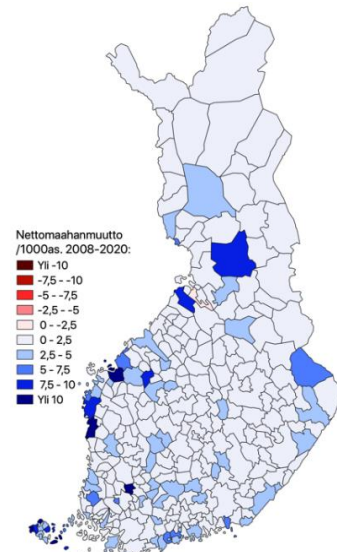 Nettomaahanmuutto
/1000as. 2008-2020:
Yli -10
-7,5 - -10
-5 - -7,5
-2,5 - -5
0 - -2,5
0 - 2,5
2,5 - 5
5 - 7,5
7,5 - 10
Yli 10